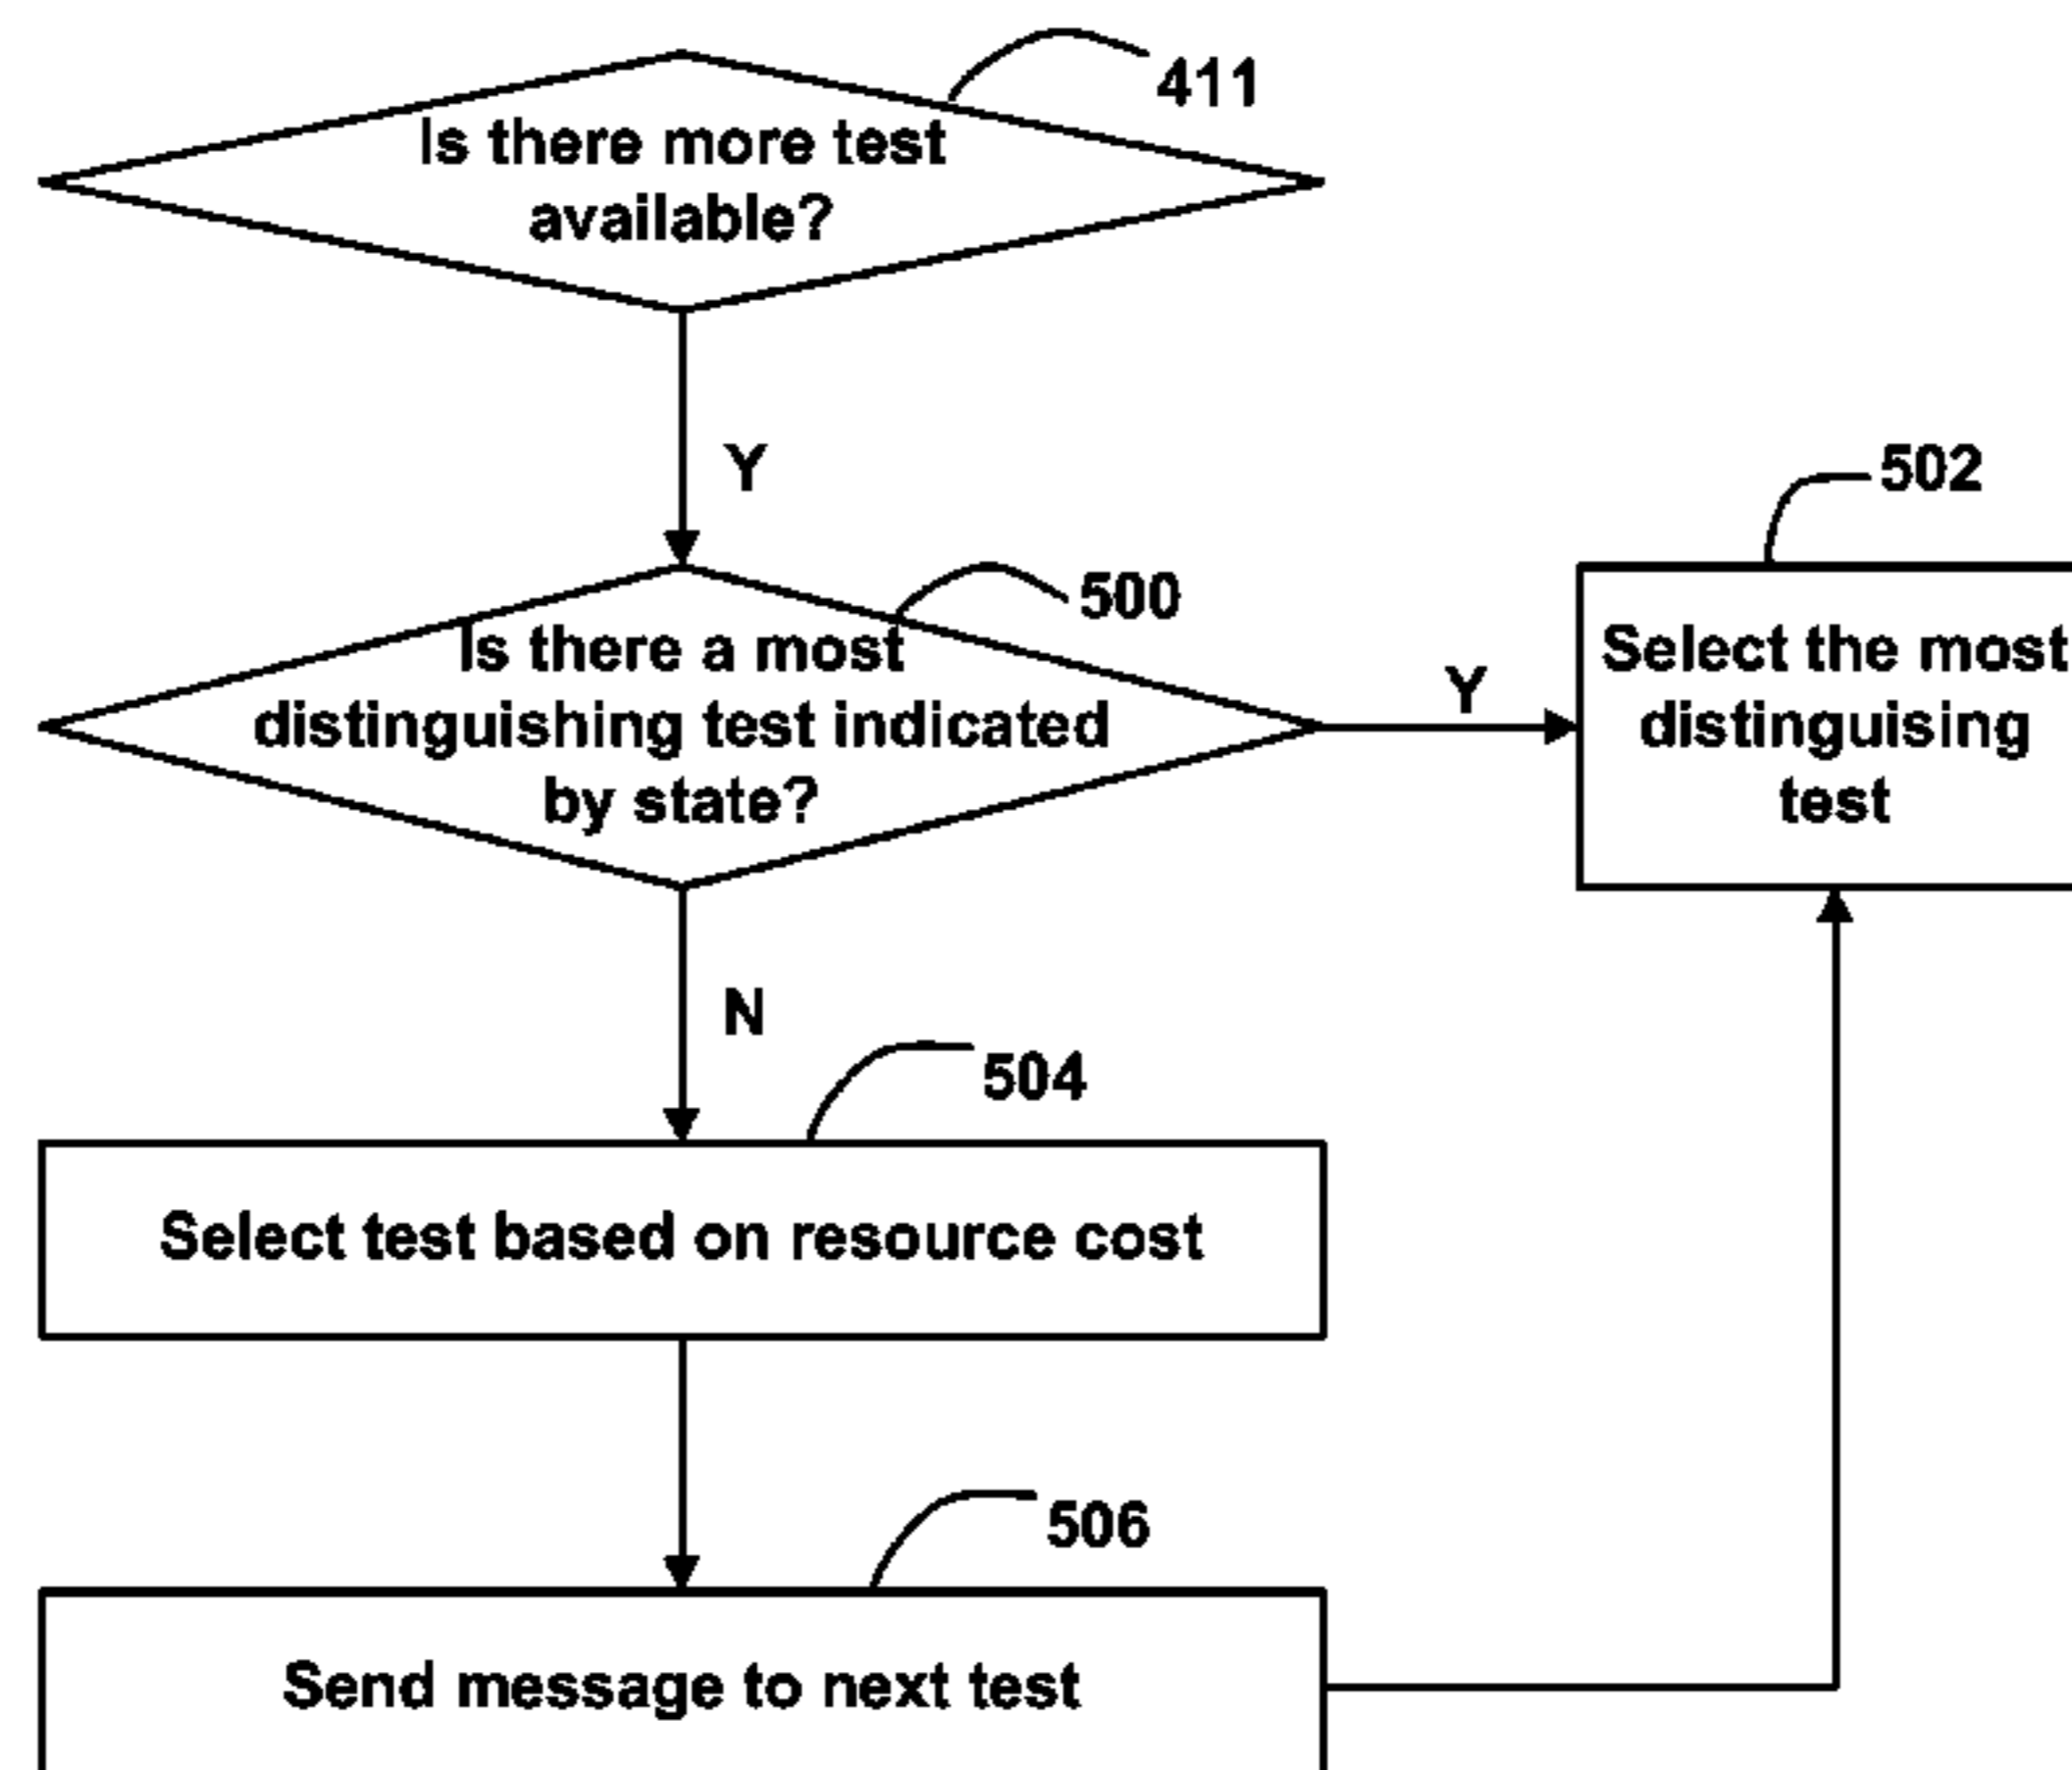 411
Is there more test
available?
Y
502
500
Is there a most
distinguishing test indicated
by state?
Y
Select the most
distinguising
test
N
504
Select test based on resource cost
506
Send message to next test